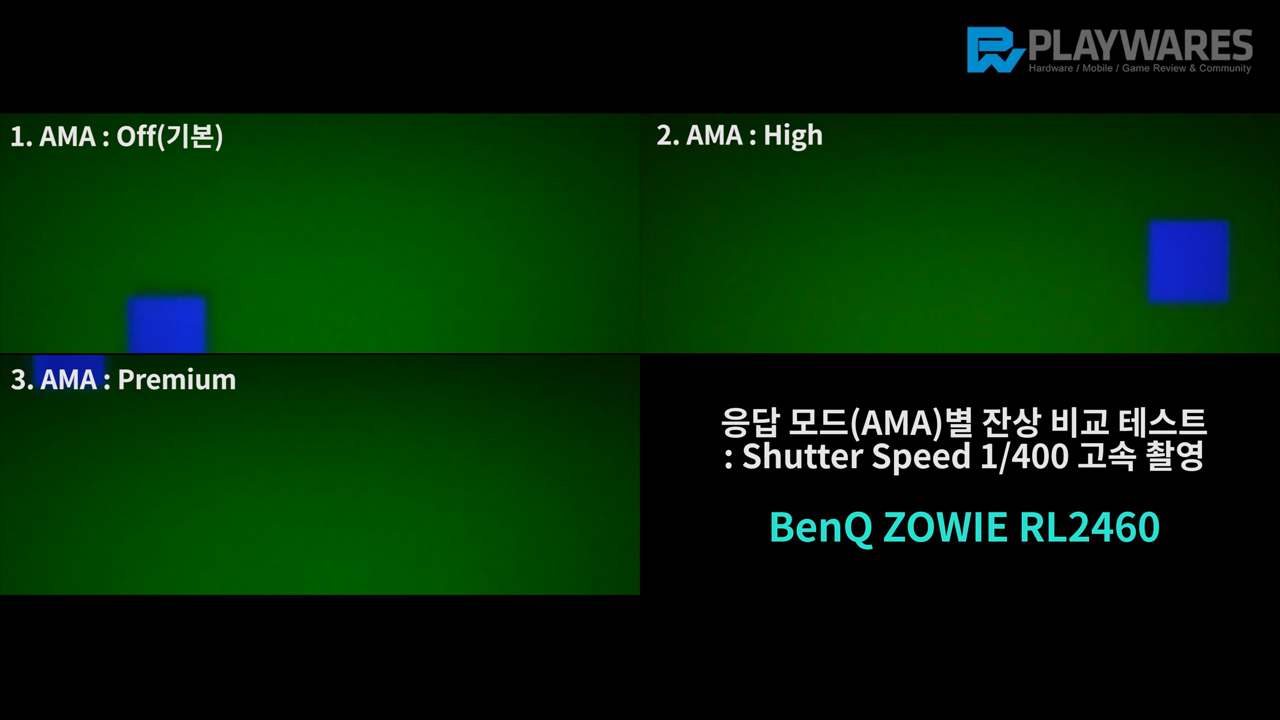 PLAYWARES
Hardware / Mobile / Game Review & Community
1. AMA : Off(기본)
2. AMA : High
3. AMA : Premium
응답 모드(AMA)별 잔상 비교 테스트
: Shutter Speed 1/400 고속 촬영
BenQ ZOWIE RL2460